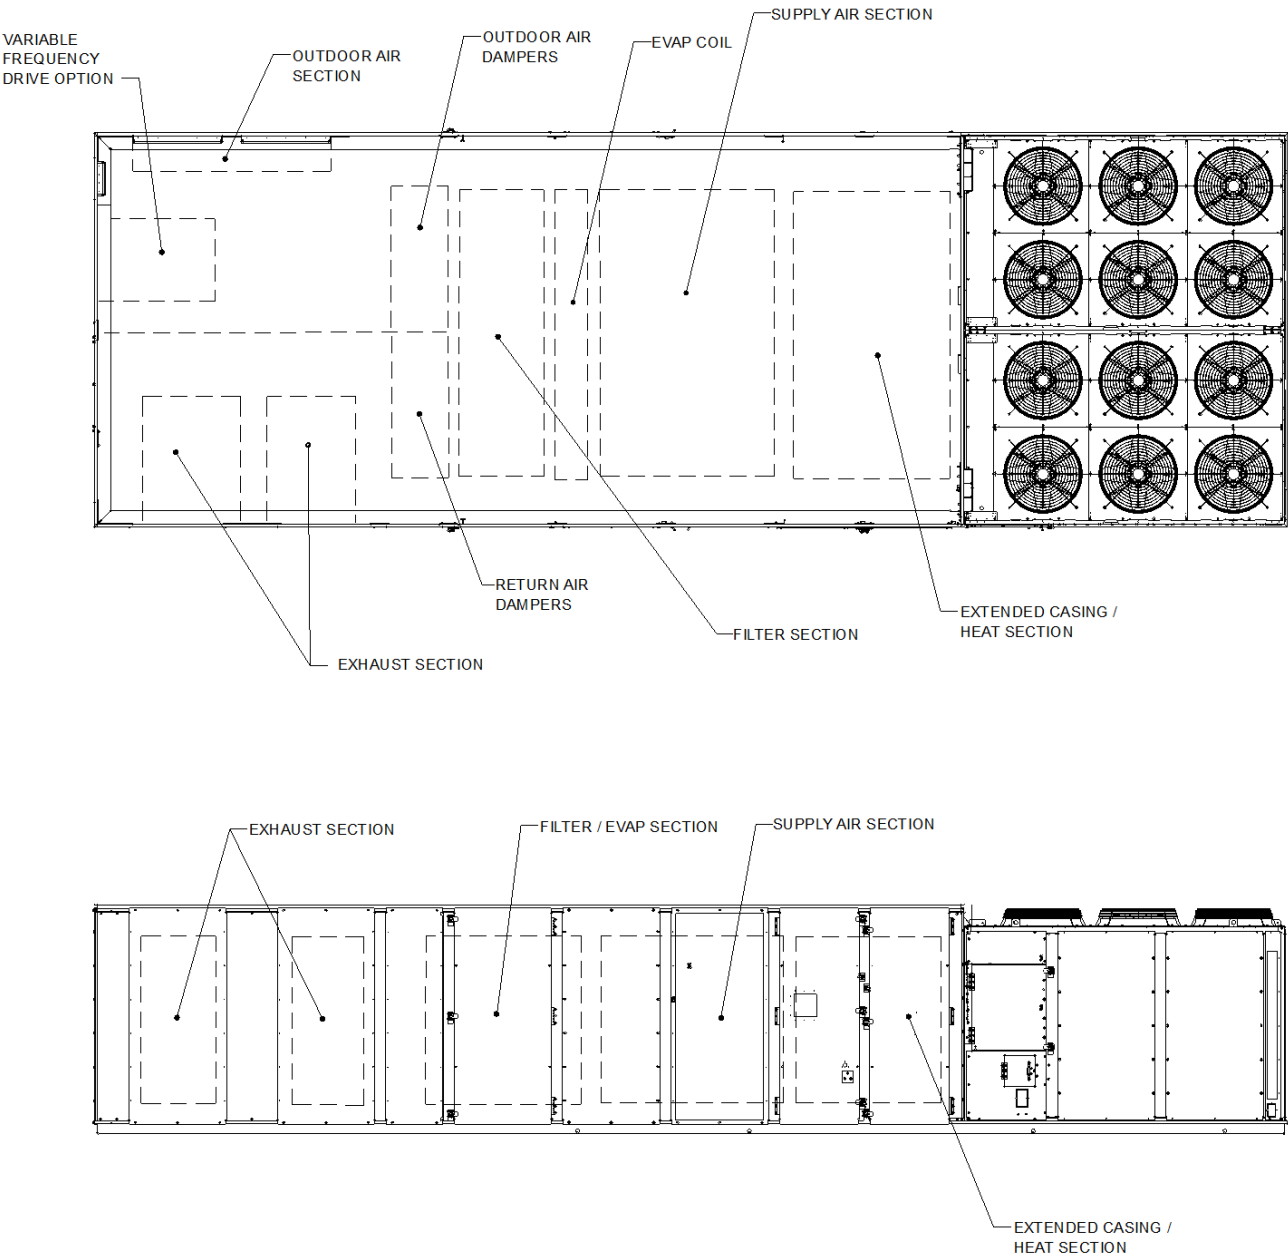 SUPPLY AIR SECTION
VARIABLE
FREQUENCY
DRIVE OPTION
OUTDOOR AIR
SECTION
OUTDOOR AIR
DAMPERS
EVAP COIL
RETURN AIR
DAMPERS
EXTENDED CASING /
HEAT SECTION
FILTER SECTION
EXHAUST SECTION
EXHAUST SECTION
FILTER / EVAP SECTION
SUPPLY AIR SECTION
EXTENDED CASING /
HEAT SECTION